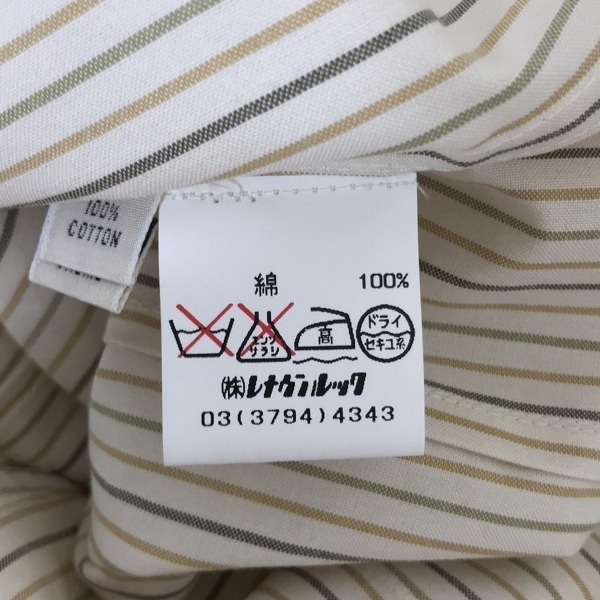 100%
COTTON
綿 100%
エンソ
サラシ
高
ドライ
セキユ系
(株)レナウンルック
03(3794)4343